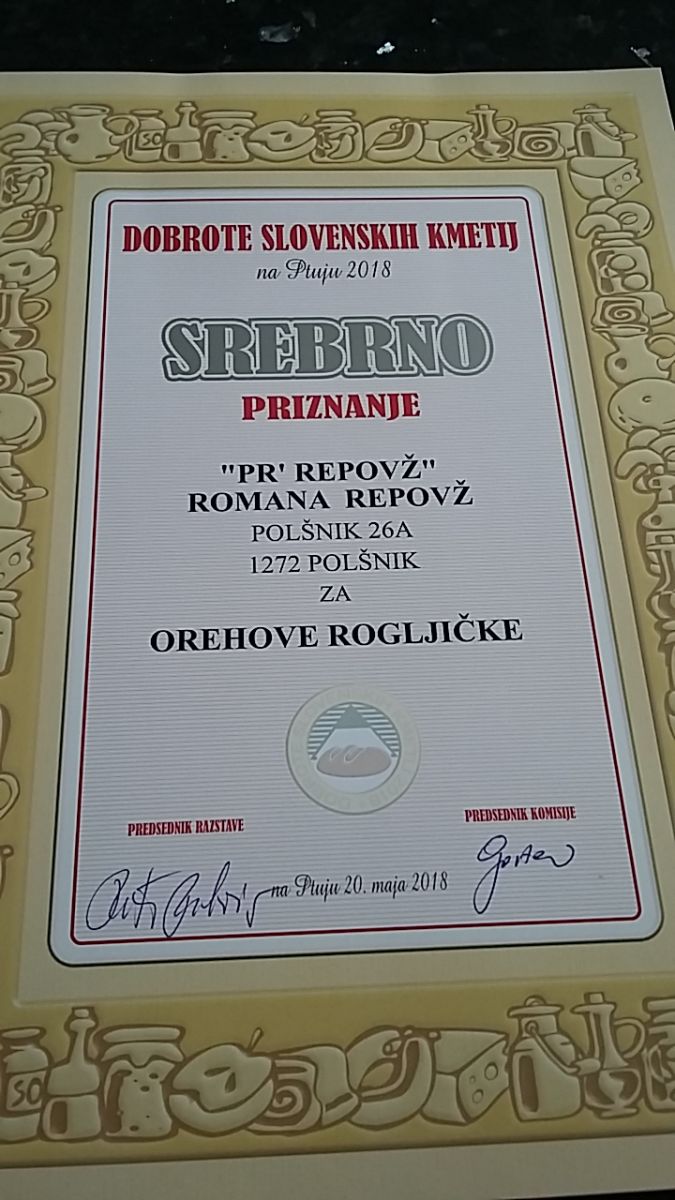 DOBROTE SLOVENSKIH KMETIJ
na Ptuju 2018
SREBRNO
PRIZNANJE
"PR' REPOVŽ"
ROMANA REPOVŽ
POLŠNIK 26A
1272 POLŠNIK
ZA
OREHOVE ROGLJIČKE
PREDSEDNIK RAZSTAVE
PREDSEDNIK KOMISIJE
na Ptuju 20. maja 2018